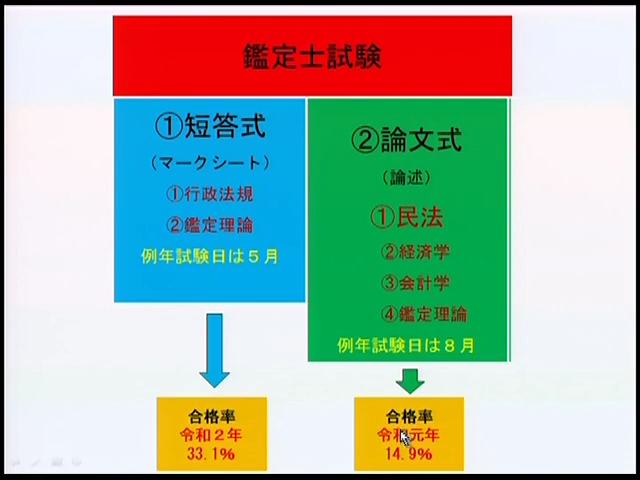 鑑定士試験
①短答式
（マークシート）
①行政法規
②鑑定理論
例年試験日は５月
②論文式
（論述）
①民法
②経済学
③会計学
④鑑定理論
例年試験日は８月
合格率
令和２年
33.1%
合格率
令和元年
14.9%